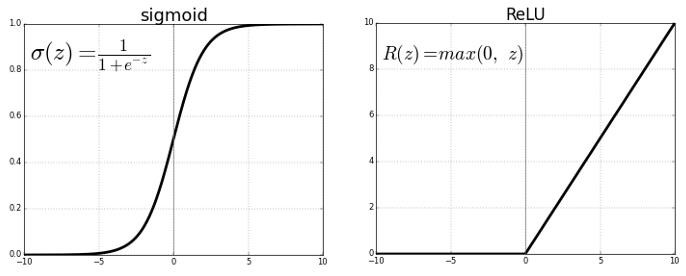 sigmoid
σ(z) = 1/(1+e^{-z})
1.0
0.8
0.6
0.4
0.2
0.0
−10 −5 0 5 10
ReLU
R(z) = max(0, z)
10
8
6
4
2
0
−10 −5 0 5 10